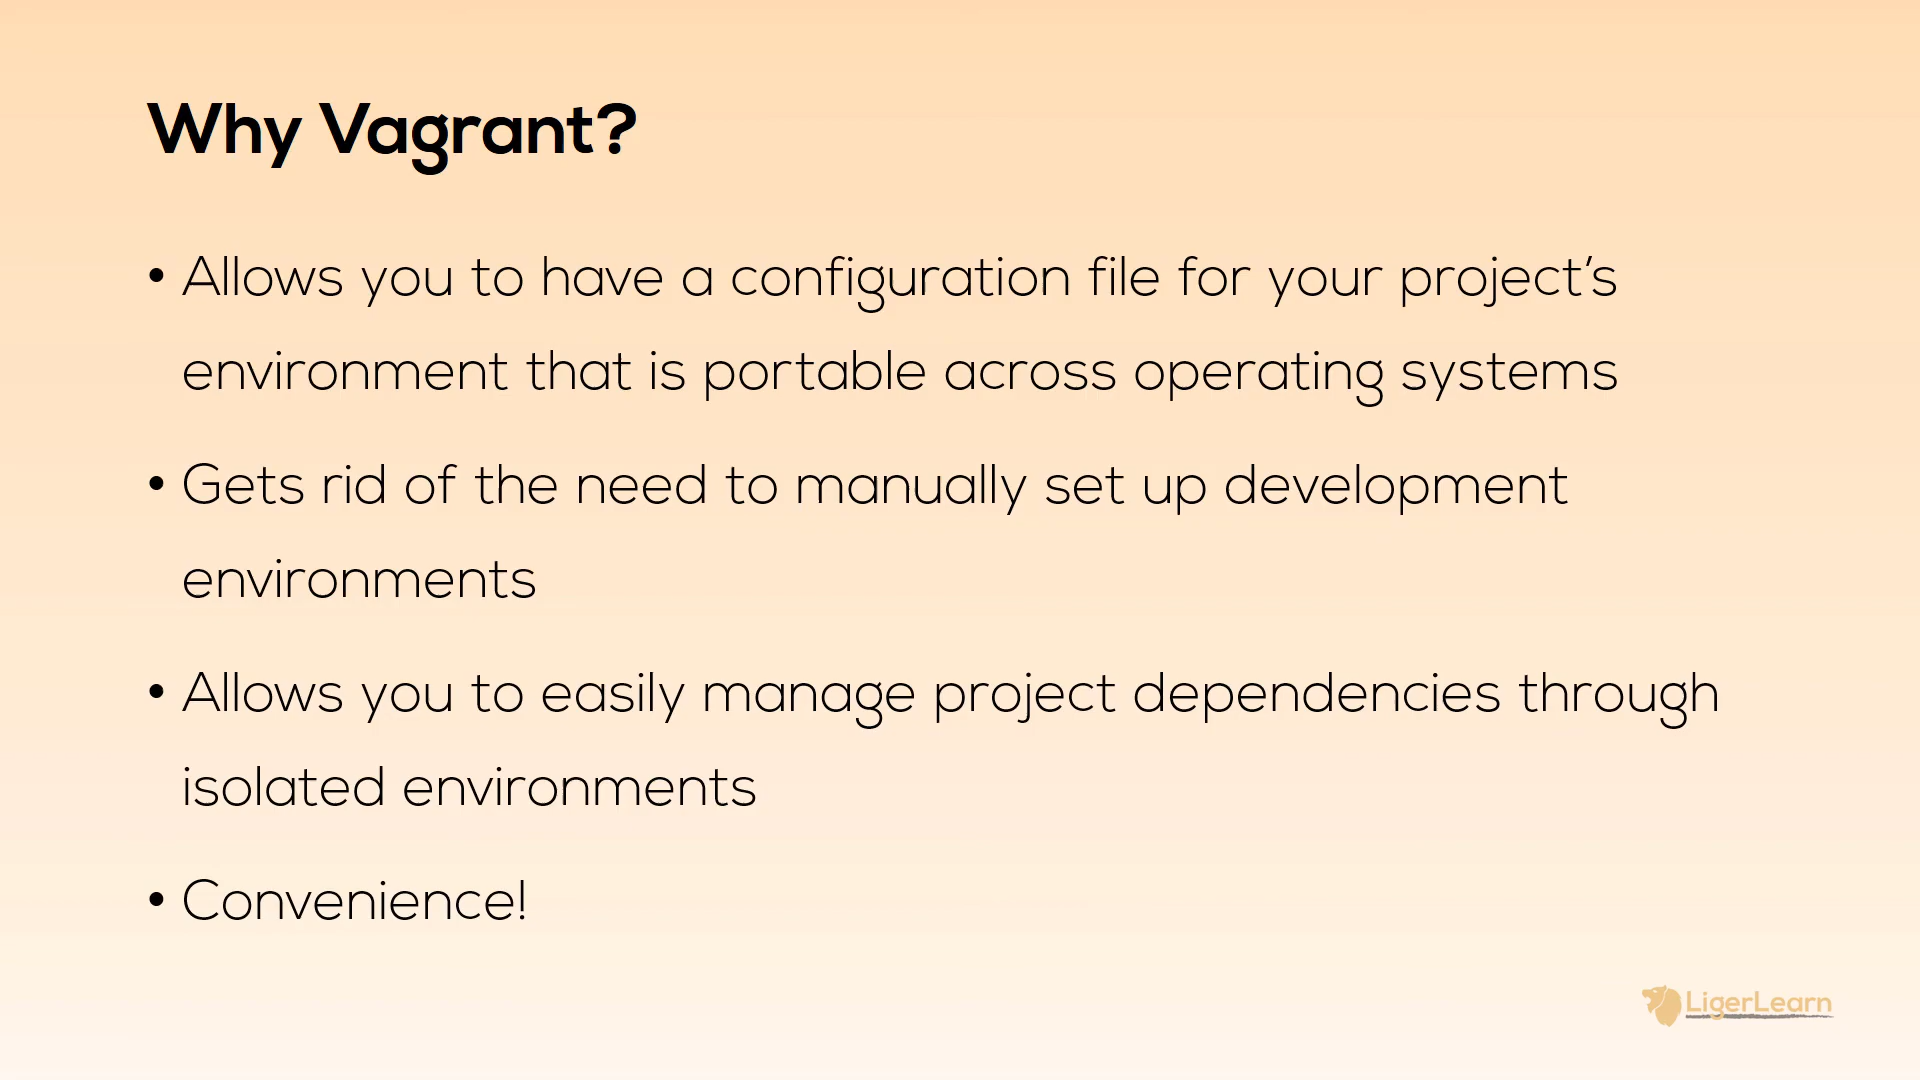 Why Vagrant?
• Allows you to have a configuration file for your project’s
environment that is portable across operating systems
• Gets rid of the need to manually set up development
environments
• Allows you to easily manage project dependencies through
isolated environments
• Convenience!
LigerLearn